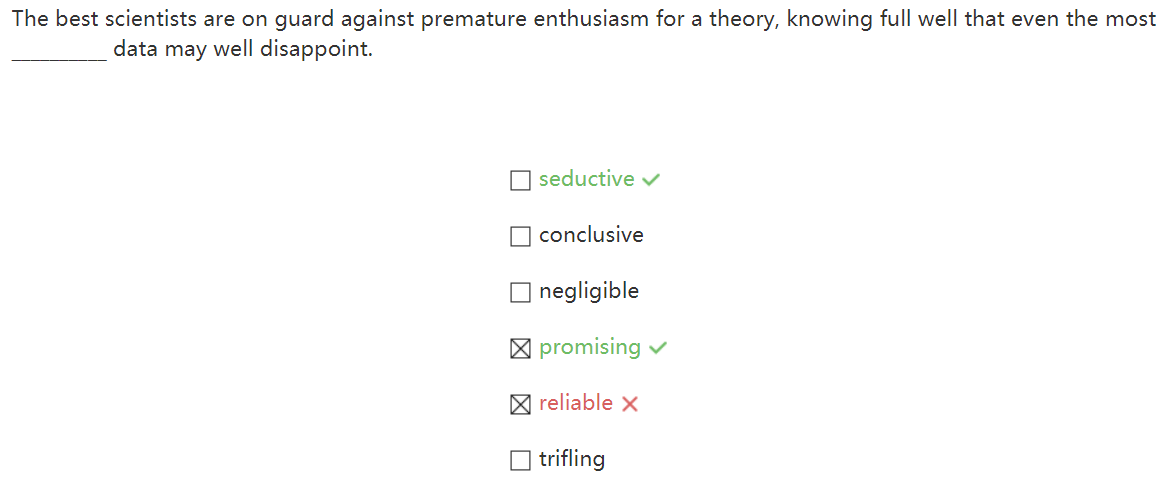 The best scientists are on guard against premature enthusiasm for a theory, knowing full well that even the most
__________ data may well disappoint.
seductive
conclusive
negligible
promising
reliable
trifling